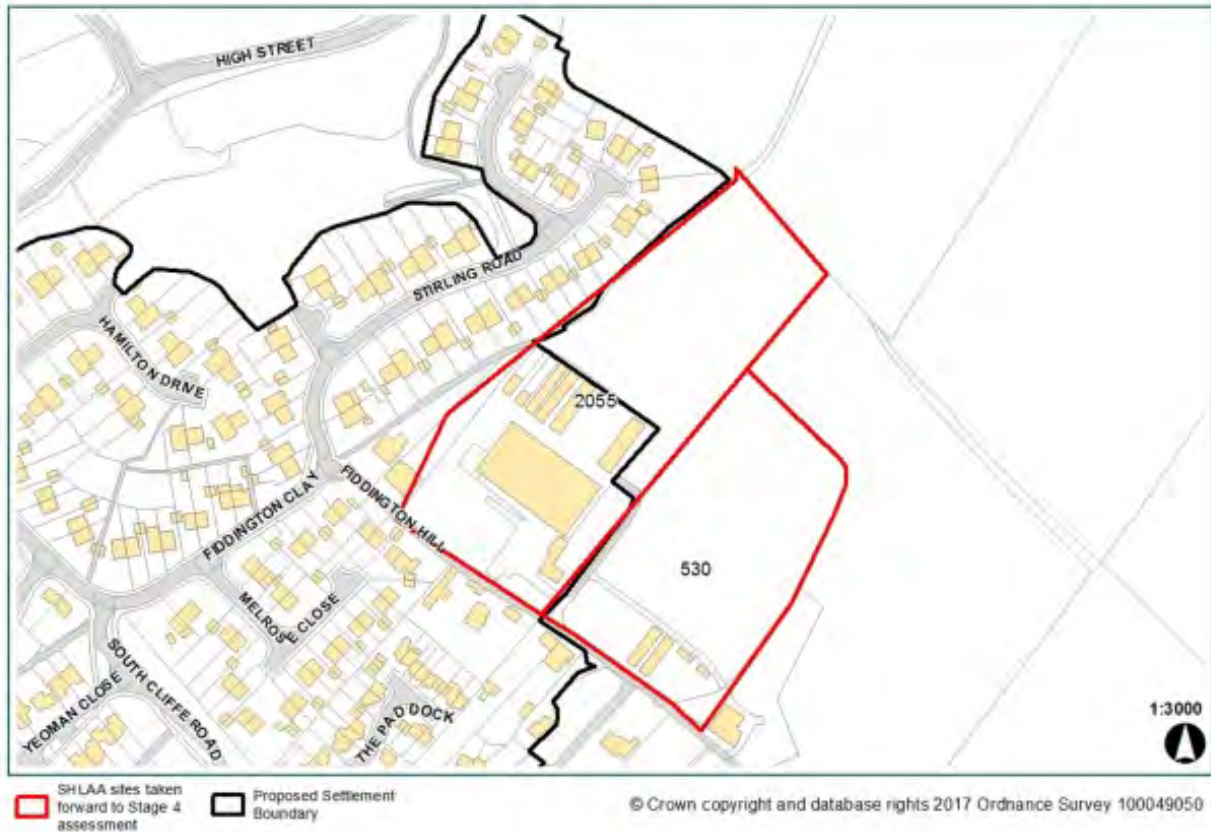 HIGH STREET
STIRLING ROAD
HAMILTON DRIVE
2055
FIDDINGTON CLAY
FIDDINGTON HILL
530
MELROSE CLOSE
SOUTH CLIFFE ROAD
YEOMAN CLOSE
THE PADDOCK
1:3000
SHLAA sites taken
forward to Stage 4
assessment
Proposed Settlement
Boundary
© Crown copyright and database rights 2017 Ordnance Survey 100049050